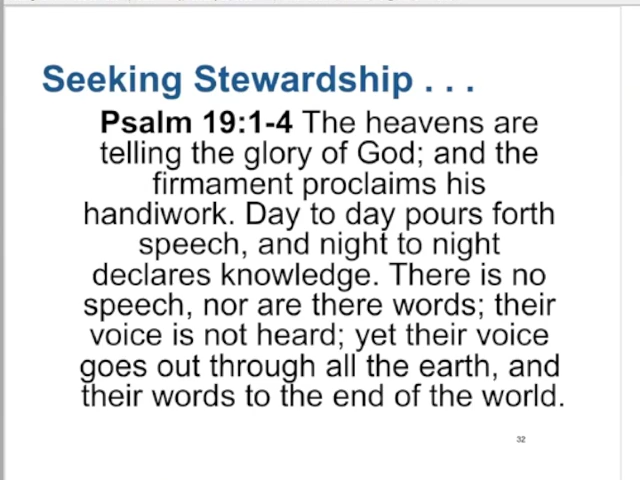 Seeking Stewardship . . .
Psalm 19:1-4 The heavens are
telling the glory of God; and the
firmament proclaims his
handiwork. Day to day pours forth
speech, and night to night
declares knowledge. There is no
speech, nor are there words; their
voice is not heard; yet their voice
goes out through all the earth, and
their words to the end of the world.
32